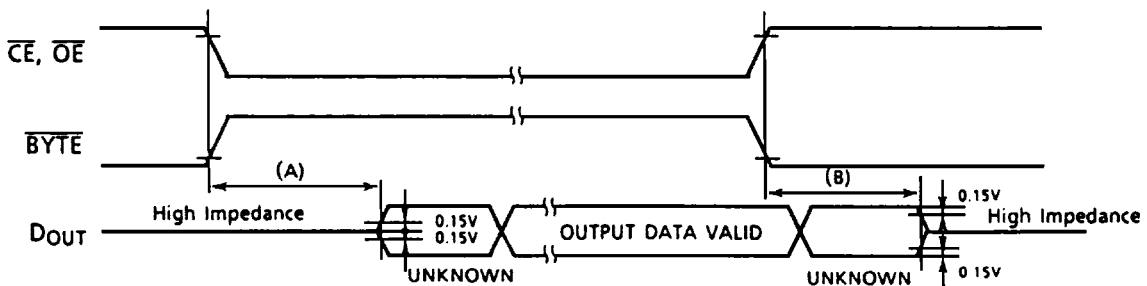 CE, OE
BYTE
(A)
(B)
High Impedance
0.15V
0.15V
0.15V
High Impedance
DOUT
OUTPUT DATA VALID
UNKNOWN
UNKNOWN
0.15V